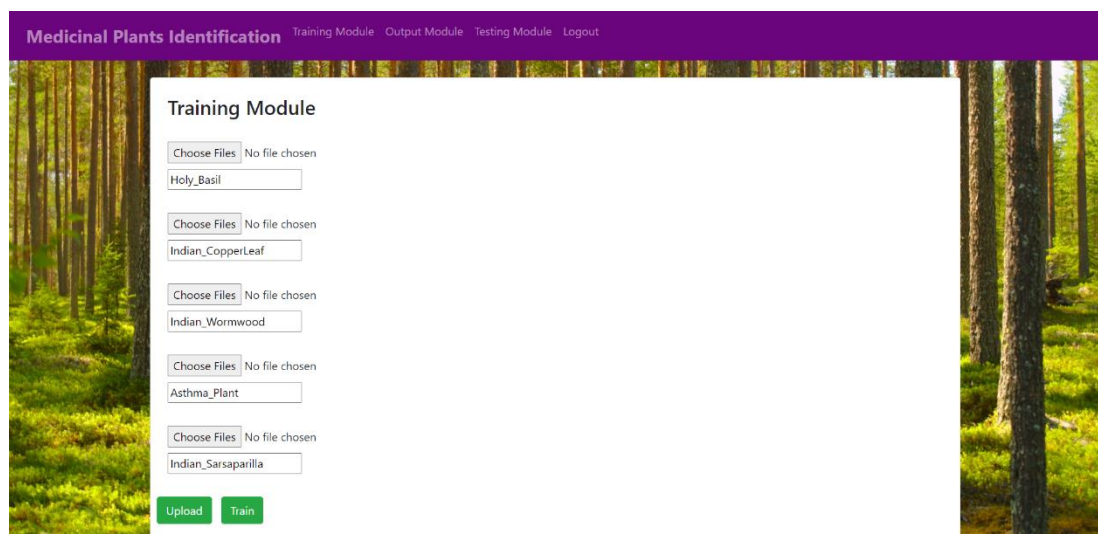 Medicinal Plants Identification Training Module Output Module Testing Module Logout
Training Module
Choose Files No file chosen
Holy_Basil
Choose Files No file chosen
Indian_CopperLeaf
Choose Files No file chosen
Indian_Wormwood
Choose Files No file chosen
Asthma_Plant
Choose Files No file chosen
Indian_Sarsaparilla
Upload Train